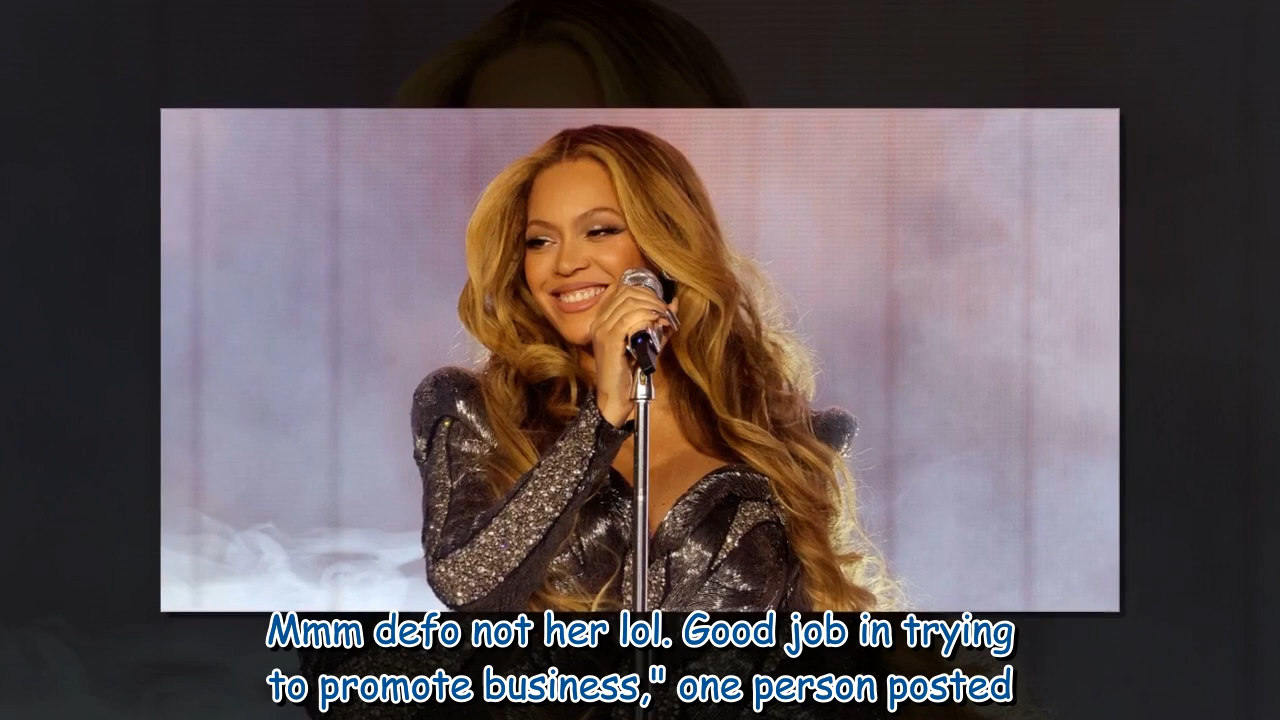 Mmm defo not her lol. Good job in trying
to promote business," one person posted